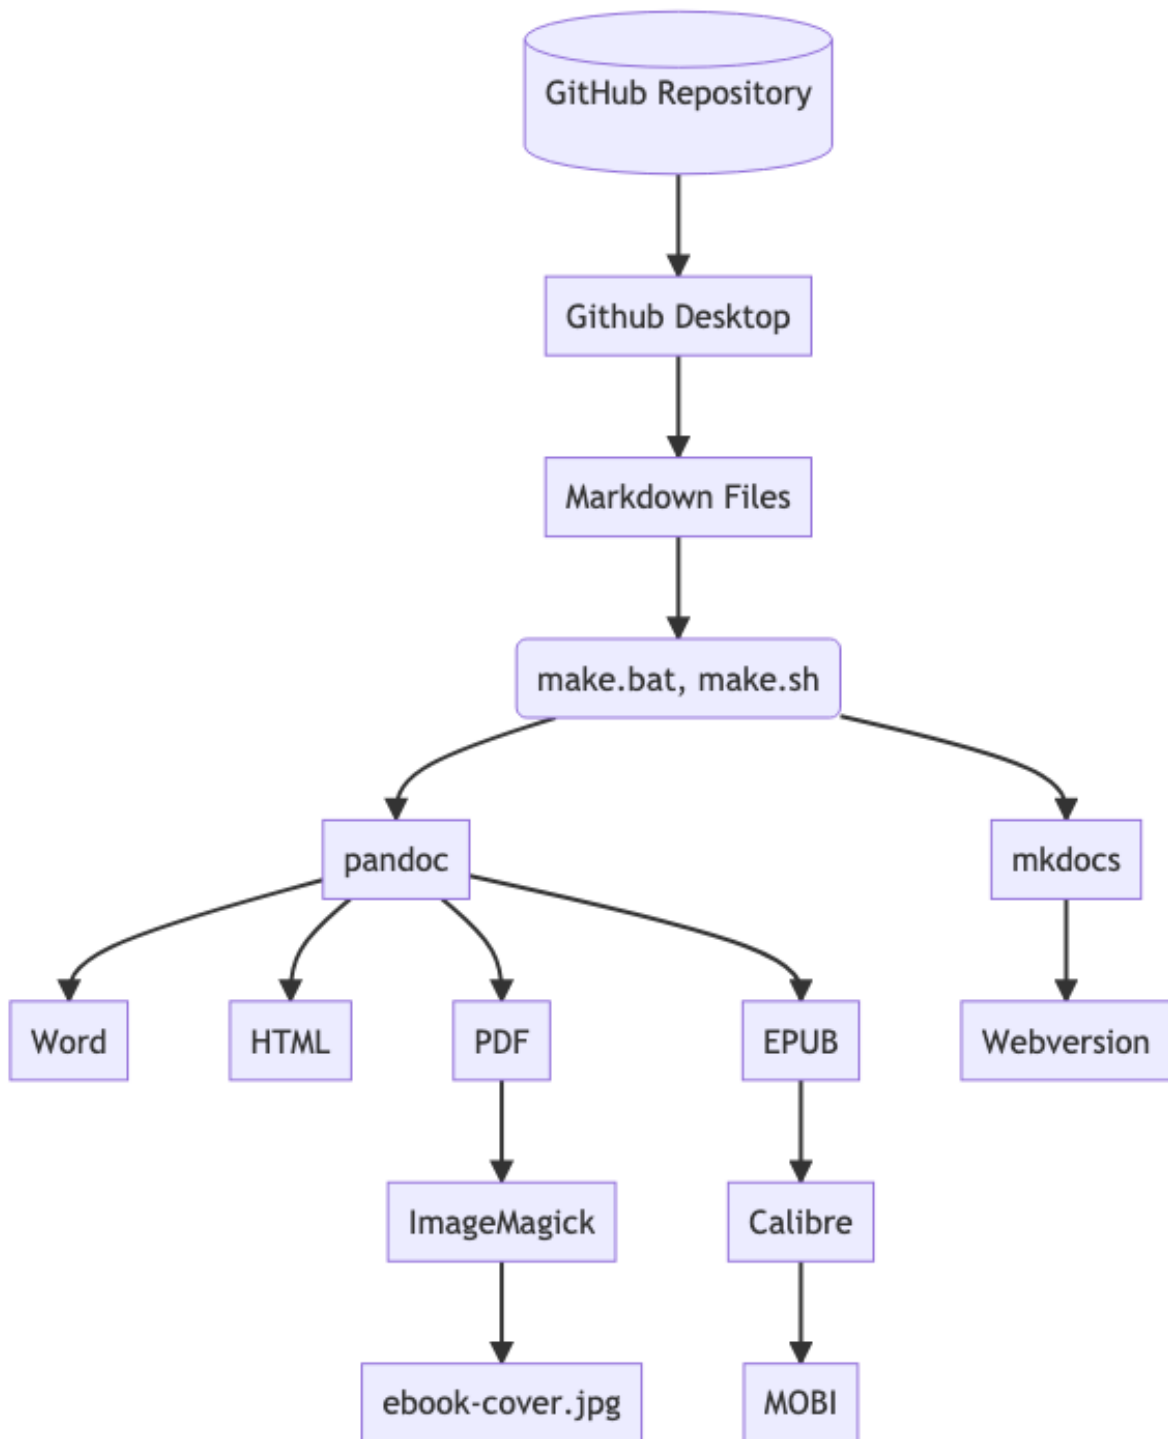 GitHub Repository
Github Desktop
Markdown Files
make.bat, make.sh
pandoc
mkdocs
Word
HTML
PDF
EPUB
Webversion
ImageMagick
Calibre
ebook-cover.jpg
MOBI